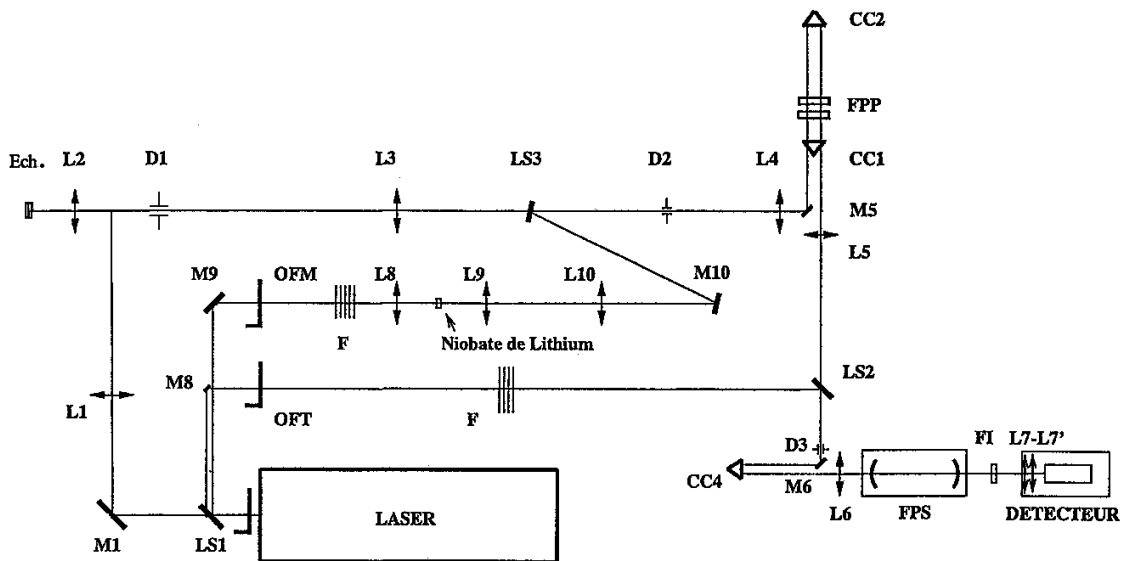 CC2
FPP
Ech. L2 D1 L3 LS3 D2 L4 CC1
M5
L5
M9 OFM L8 L9 L10 M10
F Niobate de Lithium
M8 LS2
L1 OFT F
D3 FI L7-L7'
CC4 M6
LASER L6 FPS DETECTEUR
M1 LS1